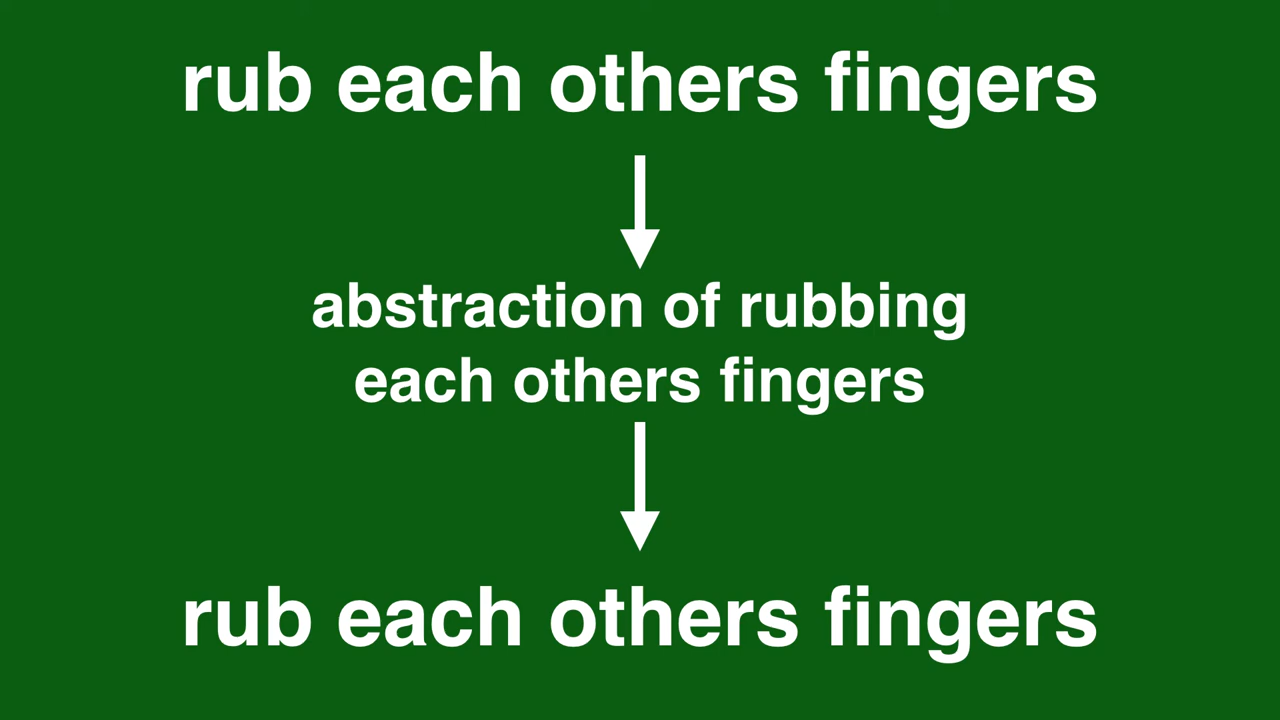 rub each others fingers
abstraction of rubbing
each others fingers
rub each others fingers